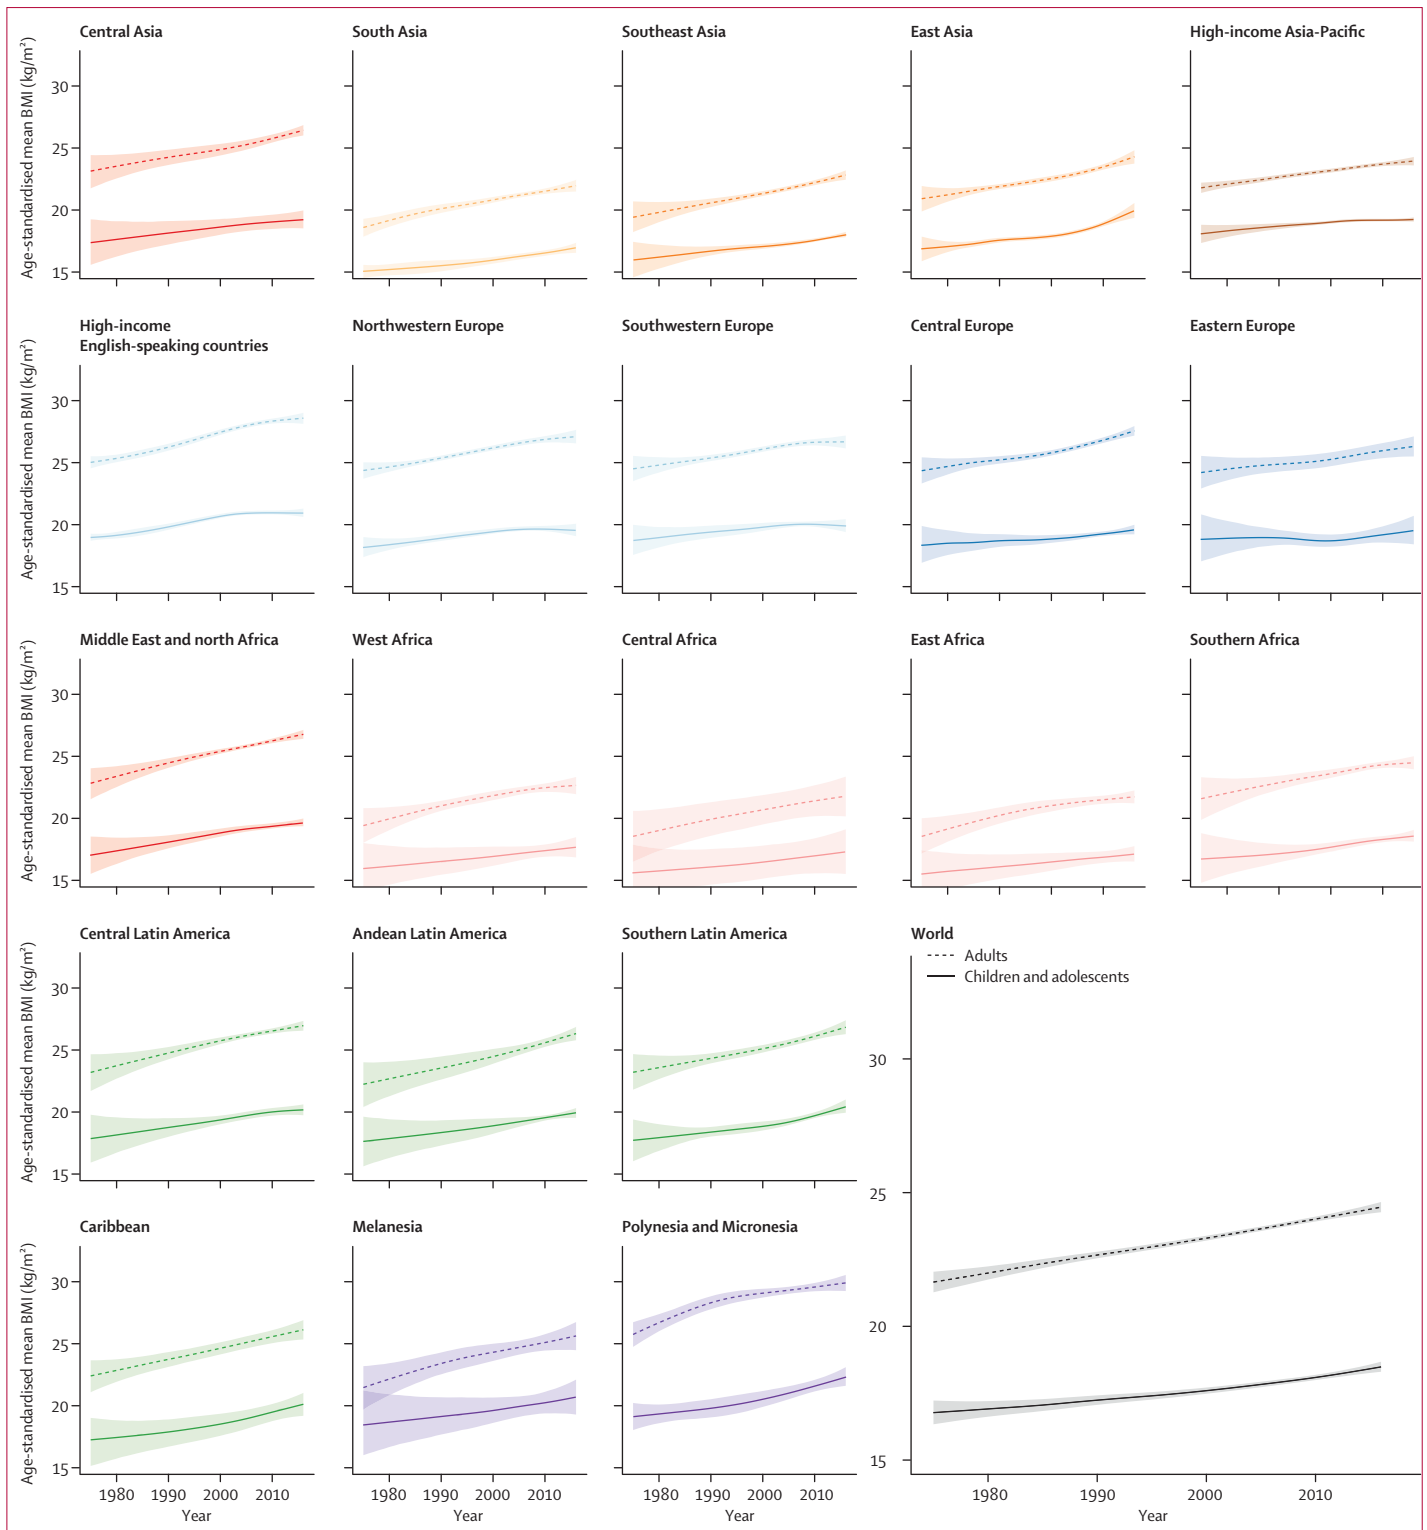 Central Asia
South Asia
Southeast Asia
East Asia
High-income Asia-Pacific
Age-standardised mean BMI (kg/m²)
30
25
20
15
High-income
English-speaking countries
Northwestern Europe
Southwestern Europe
Central Europe
Eastern Europe
Age-standardised mean BMI (kg/m²)
30
25
20
15
Middle East and north Africa
West Africa
Central Africa
East Africa
Southern Africa
Age-standardised mean BMI (kg/m²)
30
25
20
15
Central Latin America
Andean Latin America
Southern Latin America
World
Adults
Children and adolescents
Age-standardised mean BMI (kg/m²)
30
25
20
15
30
25
20
15
Caribbean
Melanesia
Polynesia and Micronesia
Age-standardised mean BMI (kg/m²)
30
25
20
15
1980 1990 2000 2010
Year
1980 1990 2000 2010
Year
1980 1990 2000 2010
Year
1980 1990 2000 2010
Year